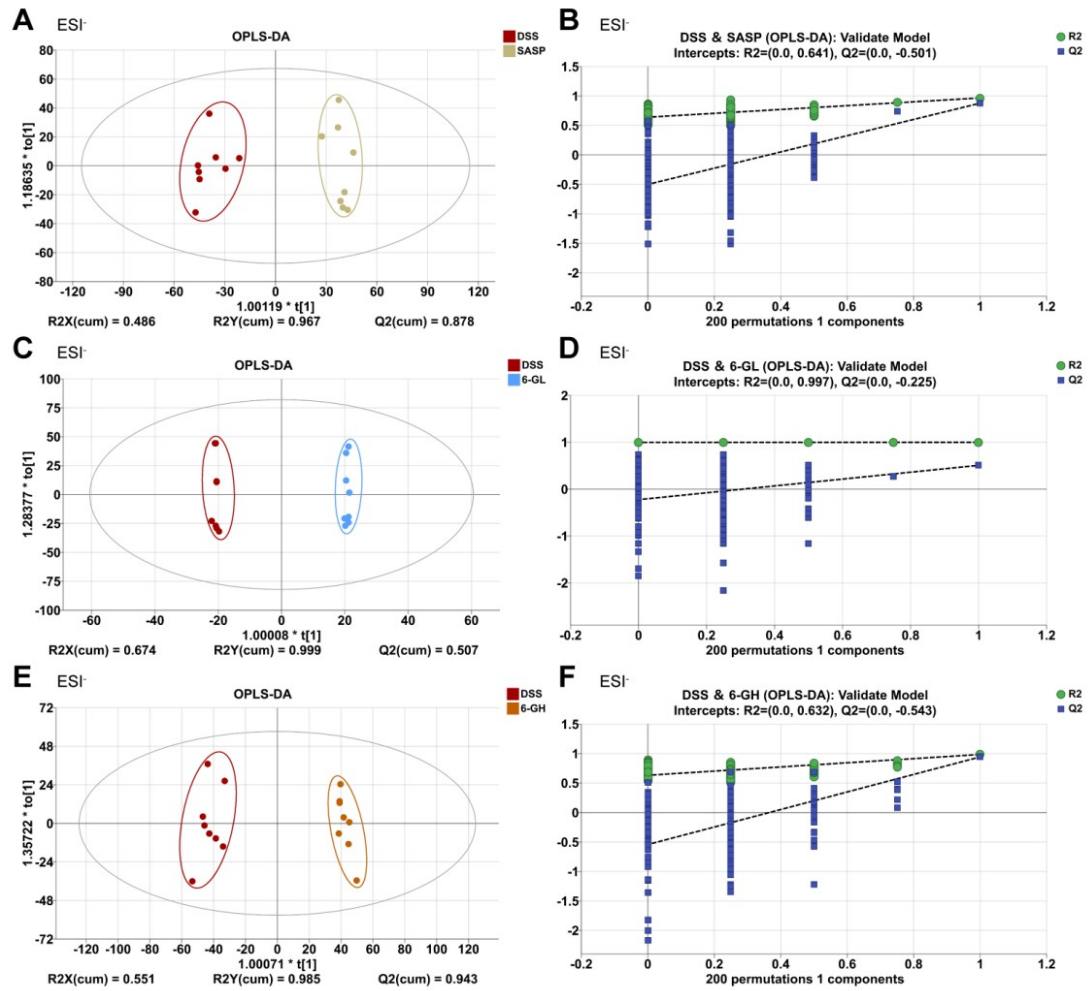 A
ESI-
OPLS-DA
DSS
SASP
80
60
40
20
0
-20
-40
-60
-80
1.18635 * to[1]
-120 -90 -60 -30 0 30 60 90 120
1.00119 * t[1]
R2X(cum) = 0.486 R2Y(cum) = 0.967 Q2(cum) = 0.878
B
ESI-
DSS & SASP (OPLS-DA): Validate Model
Intercepts: R2=(0.0, 0.641), Q2=(0.0, -0.501)
R2
Q2
1.5
1
0.5
0
-0.5
-1
-1.5
-2
-0.2 0 0.2 0.4 0.6 0.8 1 1.2
200 permutations 1 components
C
ESI-
OPLS-DA
DSS
6-GL
100
75
50
25
0
-25
-50
-75
-100
1.28377 * to[1]
-60 -40 -20 0 20 40 60
1.00008 * t[1]
R2X(cum) = 0.674 R2Y(cum) = 0.999 Q2(cum) = 0.507
D
ESI-
DSS & 6-GL (OPLS-DA): Validate Model
Intercepts: R2=(0.0, 0.997), Q2=(0.0, -0.225)
R2
Q2
2
1
0
-1
-2
-0.2 0 0.2 0.4 0.6 0.8 1 1.2
200 permutations 1 components
E
ESI-
OPLS-DA
DSS
6-GH
72
48
24
0
-24
-48
-72
1.35722 * to[1]
-120 -100 -80 -60 -40 -20 0 20 40 60 80 100 120
1.00071 * t[1]
R2X(cum) = 0.551 R2Y(cum) = 0.985 Q2(cum) = 0.943
F
ESI-
DSS & 6-GH (OPLS-DA): Validate Model
Intercepts: R2=(0.0, 0.632), Q2=(0.0, -0.543)
R2
Q2
1.5
1
0.5
0
-0.5
-1
-1.5
-2
-0.2 0 0.2 0.4 0.6 0.8 1 1.2
200 permutations 1 components